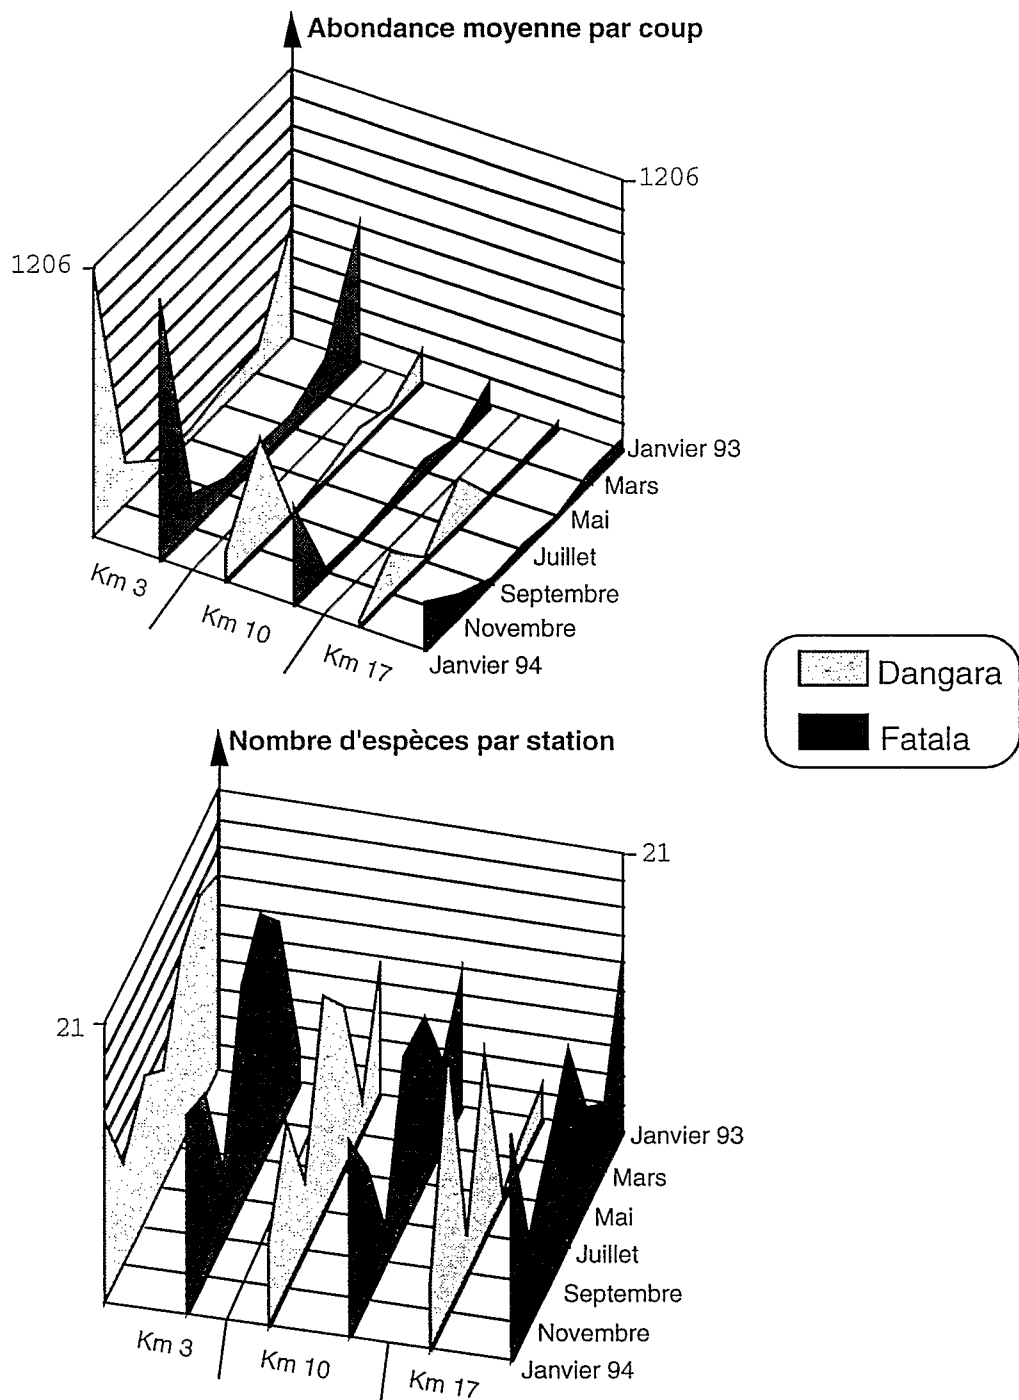 Abondance moyenne par coup
1206
1206
Janvier 93
Mars
Mai
Juillet
Septembre
Novembre
Janvier 94
Km 3
Km 10
Km 17
Dangara
Fatala
Nombre d'espèces par station
21
21
Janvier 93
Mars
Mai
Juillet
Septembre
Novembre
Janvier 94
Km 3
Km 10
Km 17